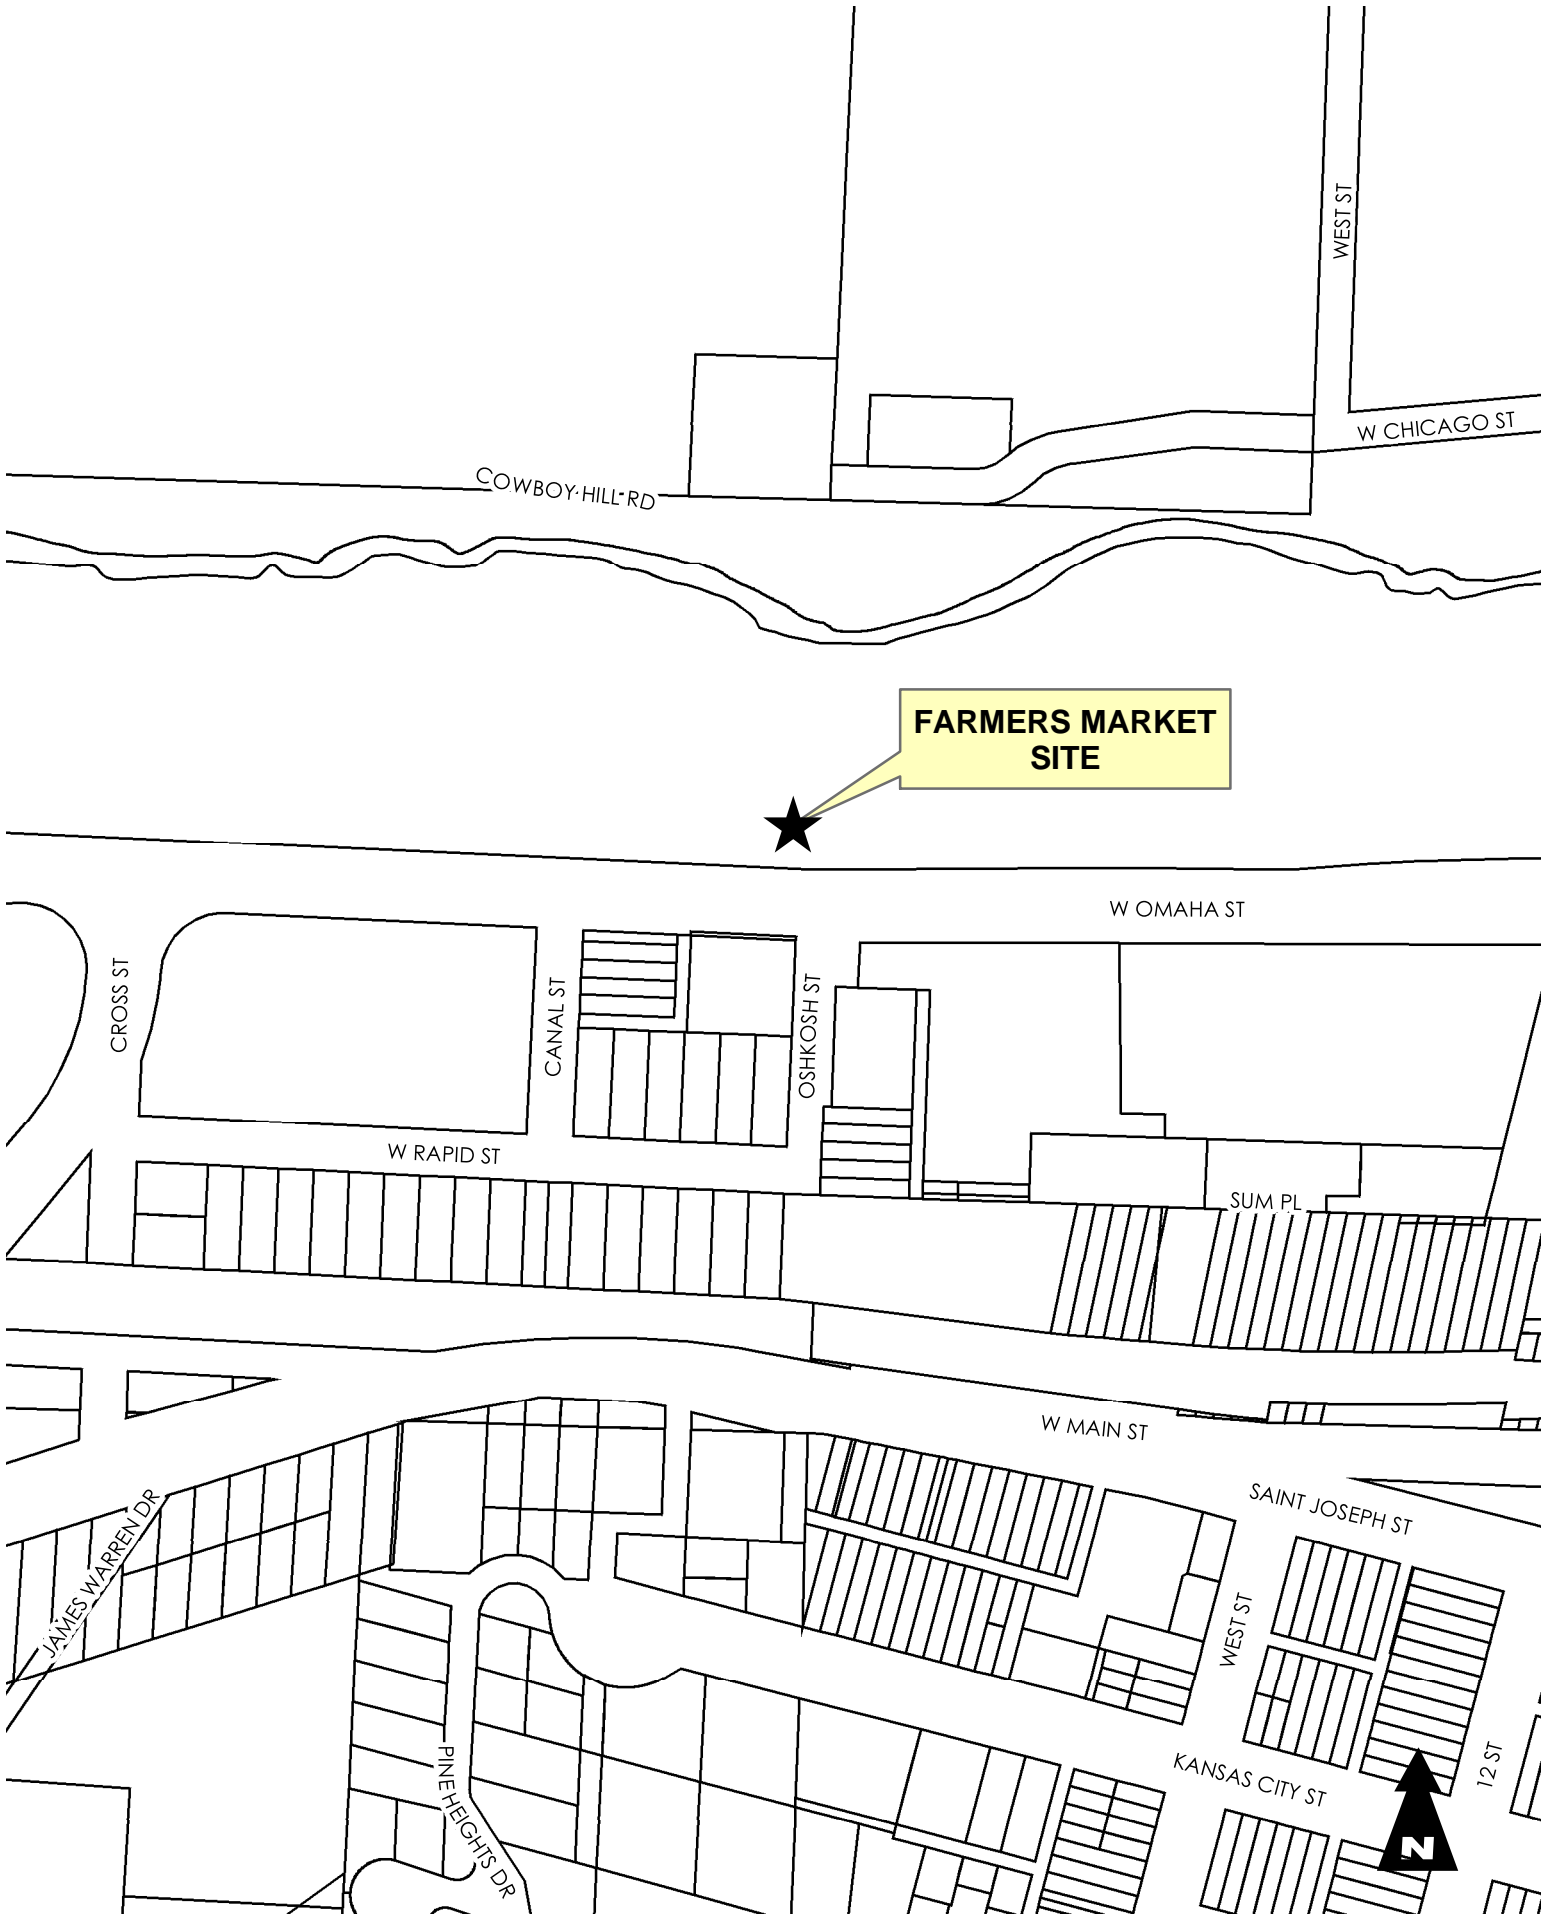 WEST ST
W CHICAGO ST
COWBOY HILL RD
FARMERS MARKET
SITE
W OMAHA ST
CROSS ST
CANAL ST
OSHKOSH ST
W RAPID ST
SUM PL
W MAIN ST
SAINT JOSEPH ST
JAMES WARREN DR
WEST ST
KANSAS CITY ST
12 ST
PINEHEIGHTS DR
N